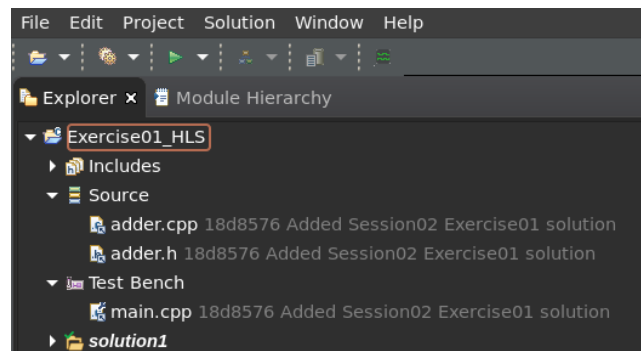 File Edit Project Solution Window Help
Explorer Module Hierarchy
Exercise01_HLS
Includes
Source
adder.cpp 18d8576 Added Session02 Exercise01 solution
adder.h 18d8576 Added Session02 Exercise01 solution
Test Bench
main.cpp 18d8576 Added Session02 Exercise01 solution
solution1